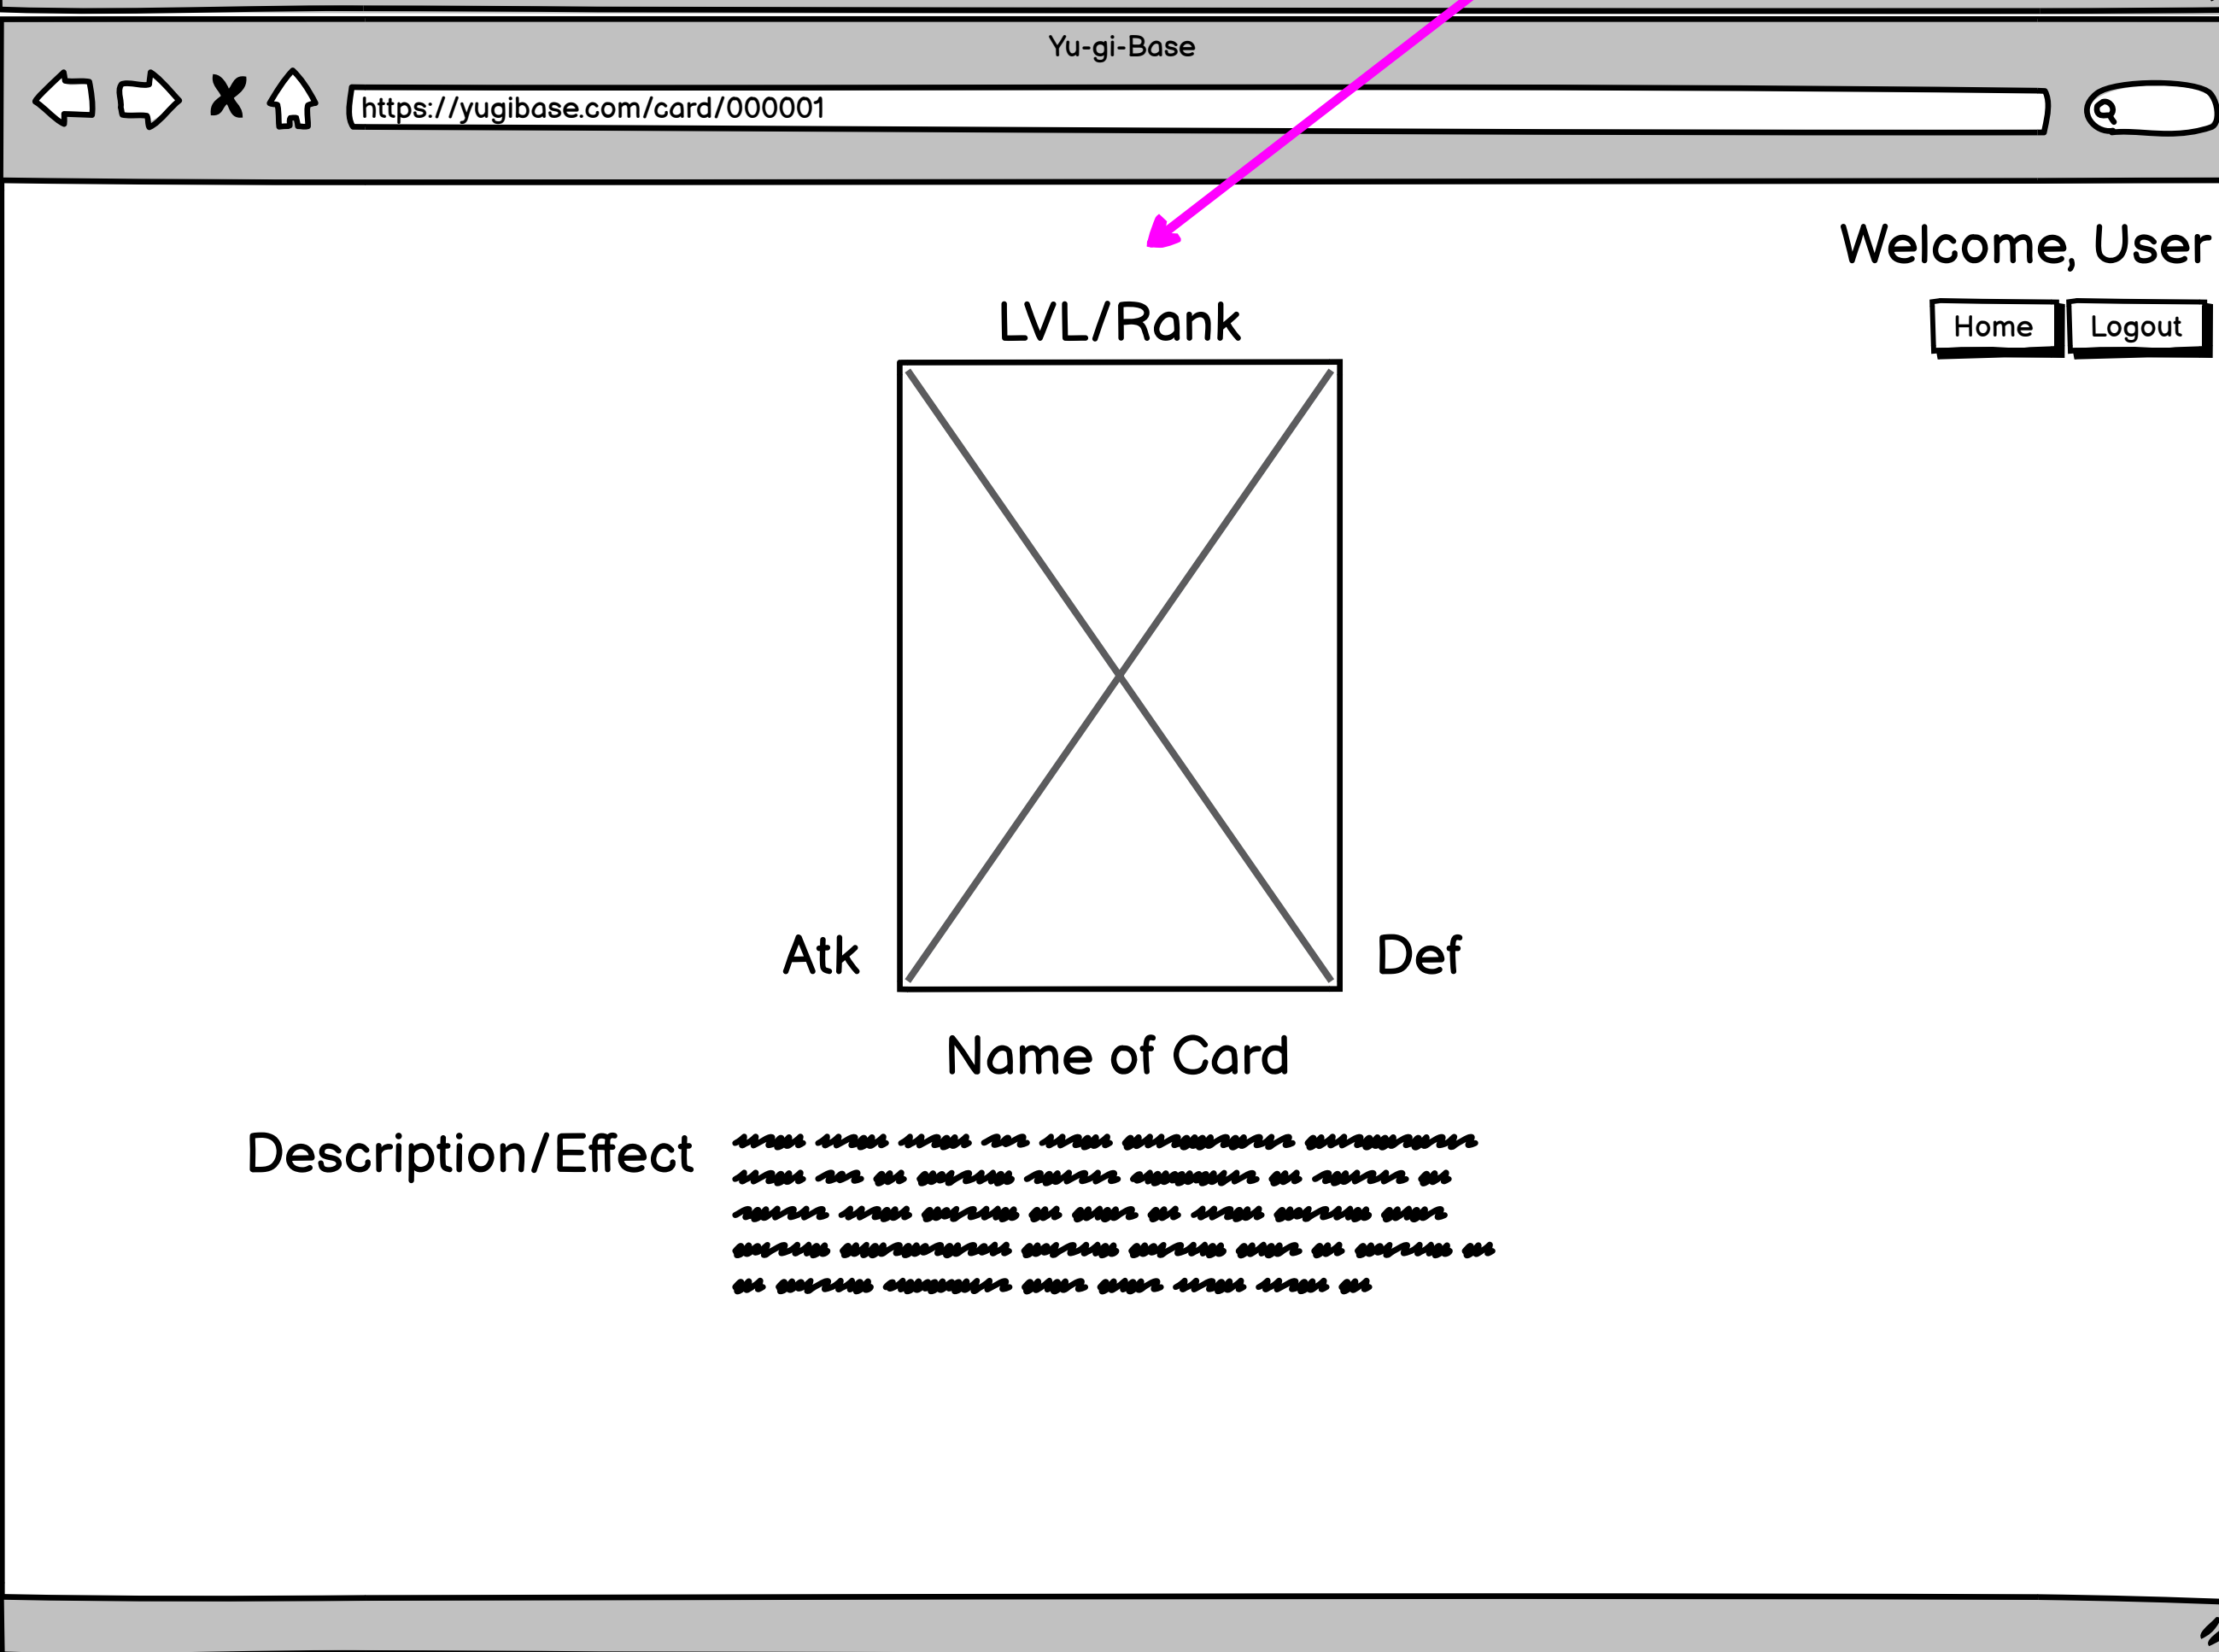 Yu-gi-Base
https://yugibase.com/card/000001
Welcome, User
LVL/Rank
Home
Logout
Atk
Def
Name of Card
Description/Effect